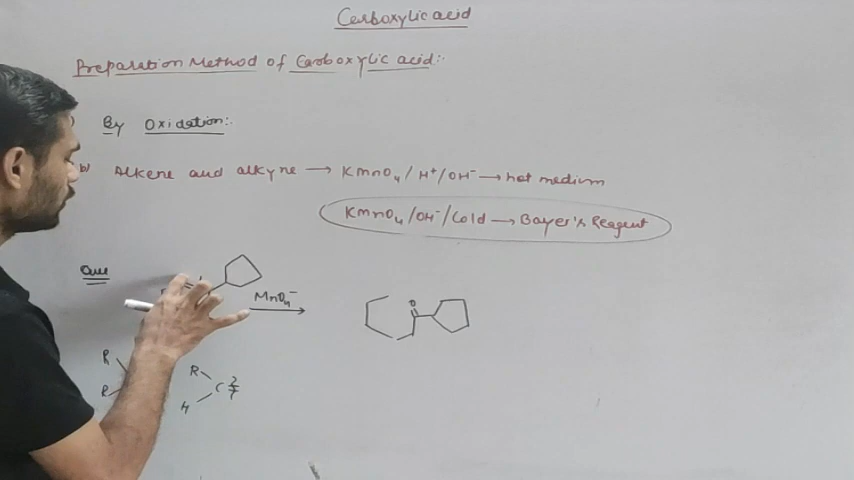 Carboxylic acid
Preparation Method of Carboxylic acid:-
By Oxidation:-
b) Alkene and alkyne → KMnO₄/H⁺/OH⁻ → hot medium
KMnO₄/OH⁻/Cold → Bayer's Reagent
Que
MnO₄⁻
O
R
R
R
C
H